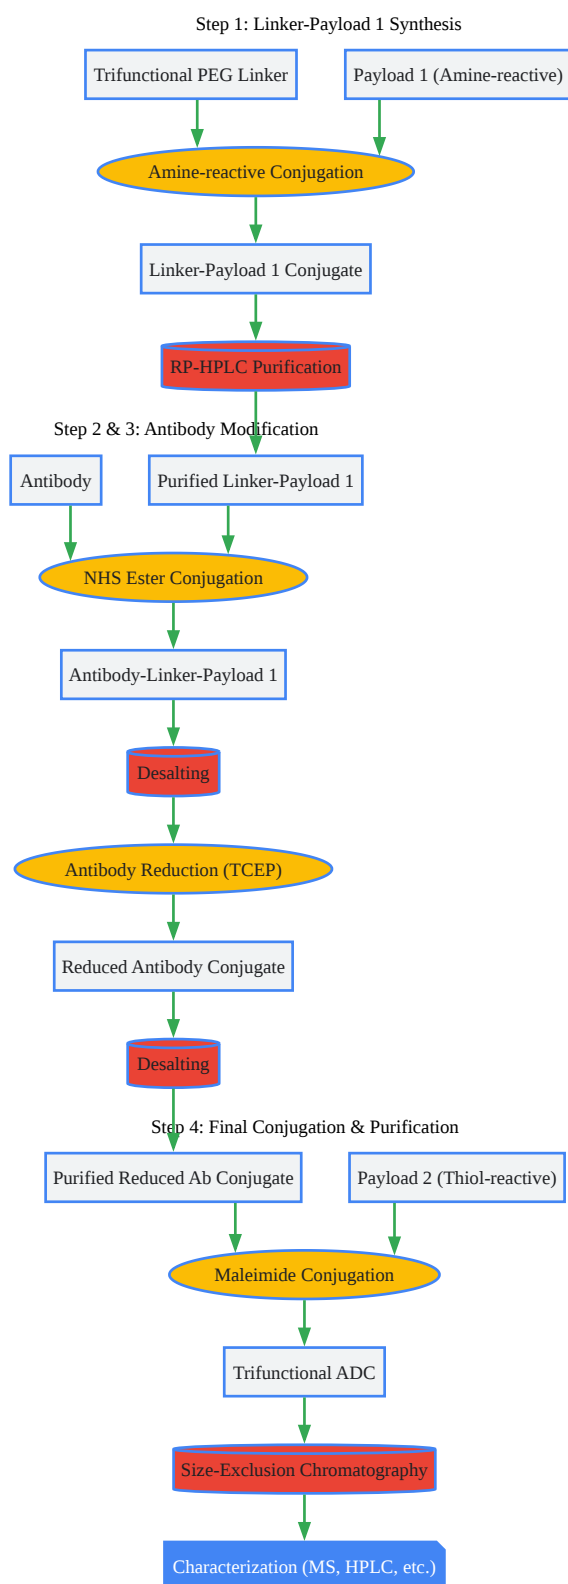 Step 1: Linker-Payload 1 Synthesis
Trifunctional PEG Linker
Payload 1 (Amine-reactive)
Amine-reactive Conjugation
Linker-Payload 1 Conjugate
RP-HPLC Purification
Step 2 & 3: Antibody Modification
Antibody
Purified Linker-Payload 1
NHS Ester Conjugation
Antibody-Linker-Payload 1
Desalting
Antibody Reduction (TCEP)
Reduced Antibody Conjugate
Desalting
Step 4: Final Conjugation & Purification
Purified Reduced Ab Conjugate
Payload 2 (Thiol-reactive)
Maleimide Conjugation
Trifunctional ADC
Size-Exclusion Chromatography
Characterization (MS, HPLC, etc.)